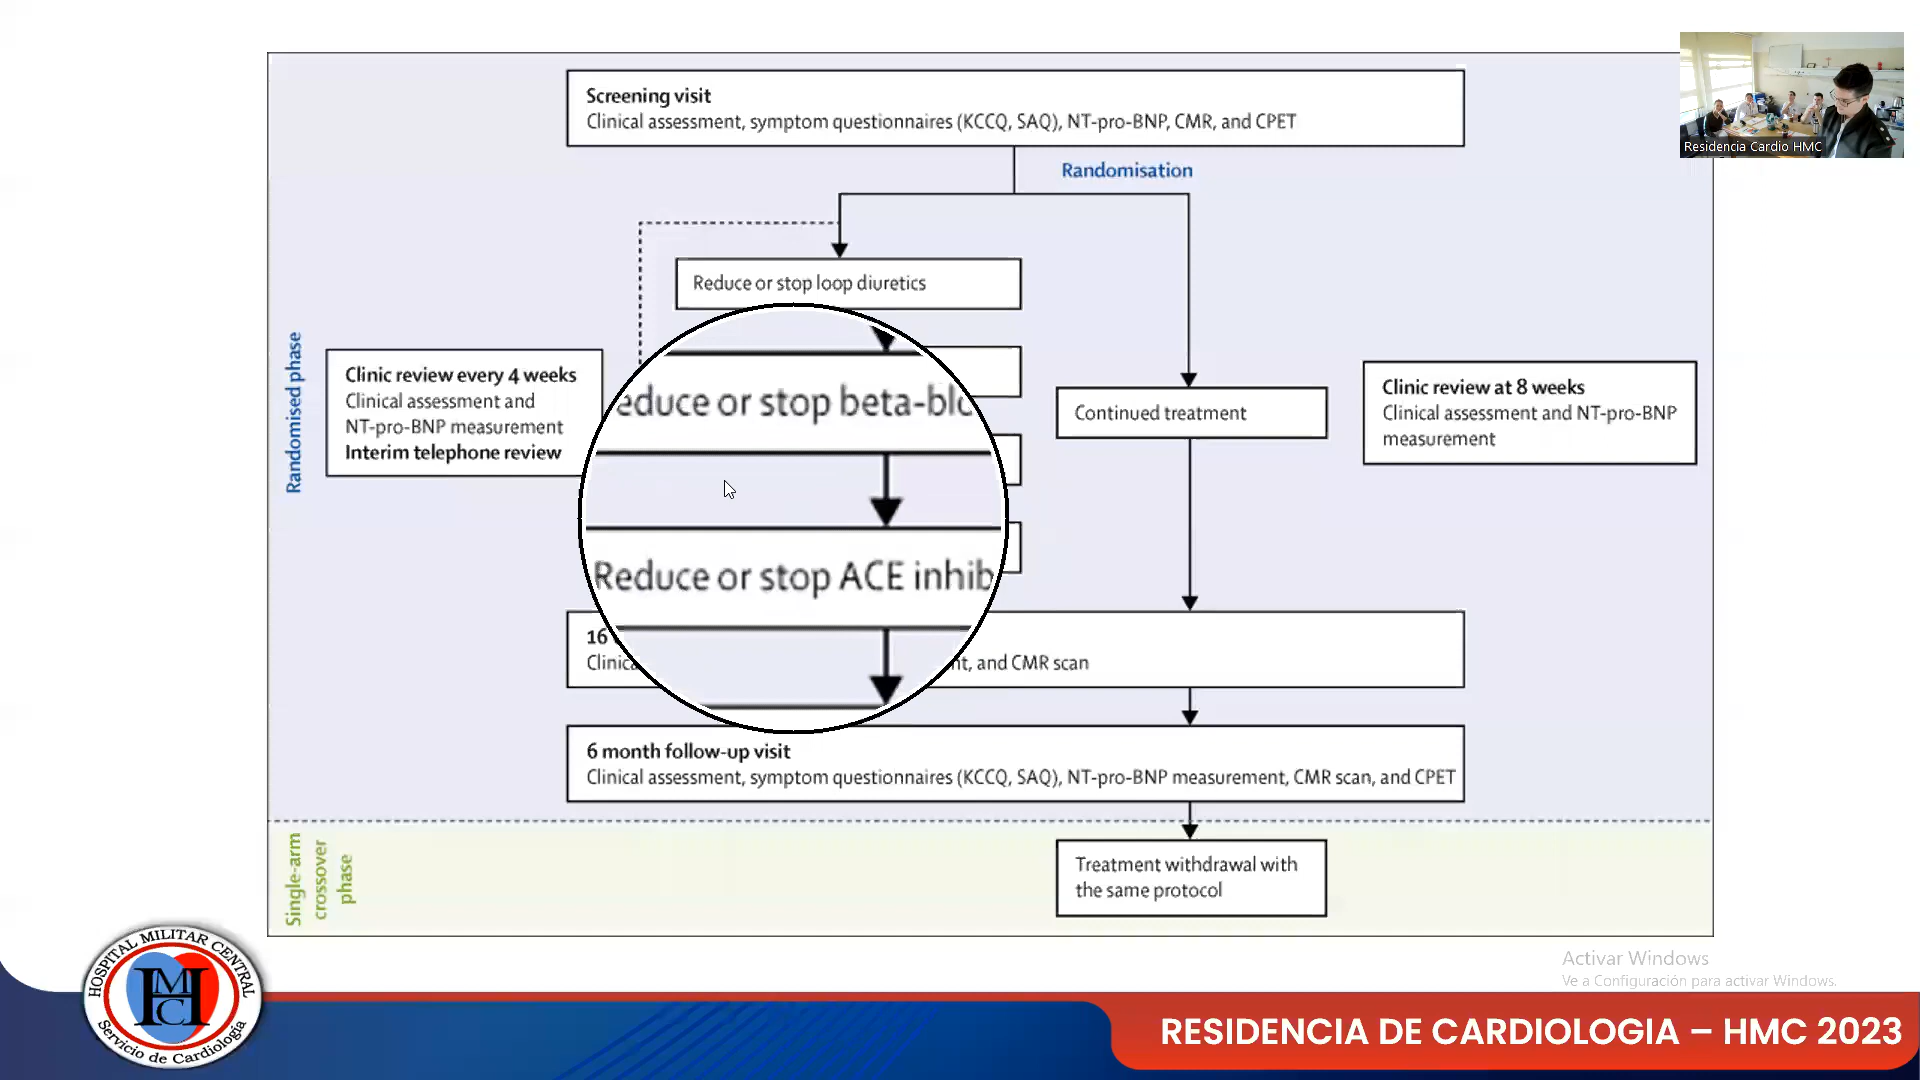 Screening visit
Clinical assessment, symptom questionnaires (KCCQ, SAQ), NT-pro-BNP, CMR, and CPET
Residencia Cardio HMC
Randomisation
Reduce or stop loop diuretics
Randomised phase
Clinic review every 4 weeks
Clinical assessment and
NT-pro-BNP measurement
Interim telephone review
educe or stop beta-blo
Continued treatment
Clinic review at 8 weeks
Clinical assessment and NT-pro-BNP
measurement
Reduce or stop ACE inhib
16
Clinic
, and CMR scan
6 month follow-up visit
Clinical assessment, symptom questionnaires (KCCQ, SAQ), NT-pro-BNP measurement, CMR scan, and CPET
Single-arm
crossover
phase
Treatment withdrawal with
the same protocol
HOSPITAL MILITAR CENTRAL
HMC
Servicio de Cardiología
Activar Windows
Ve a Configuración para activar Windows.
RESIDENCIA DE CARDIOLOGIA – HMC 2023